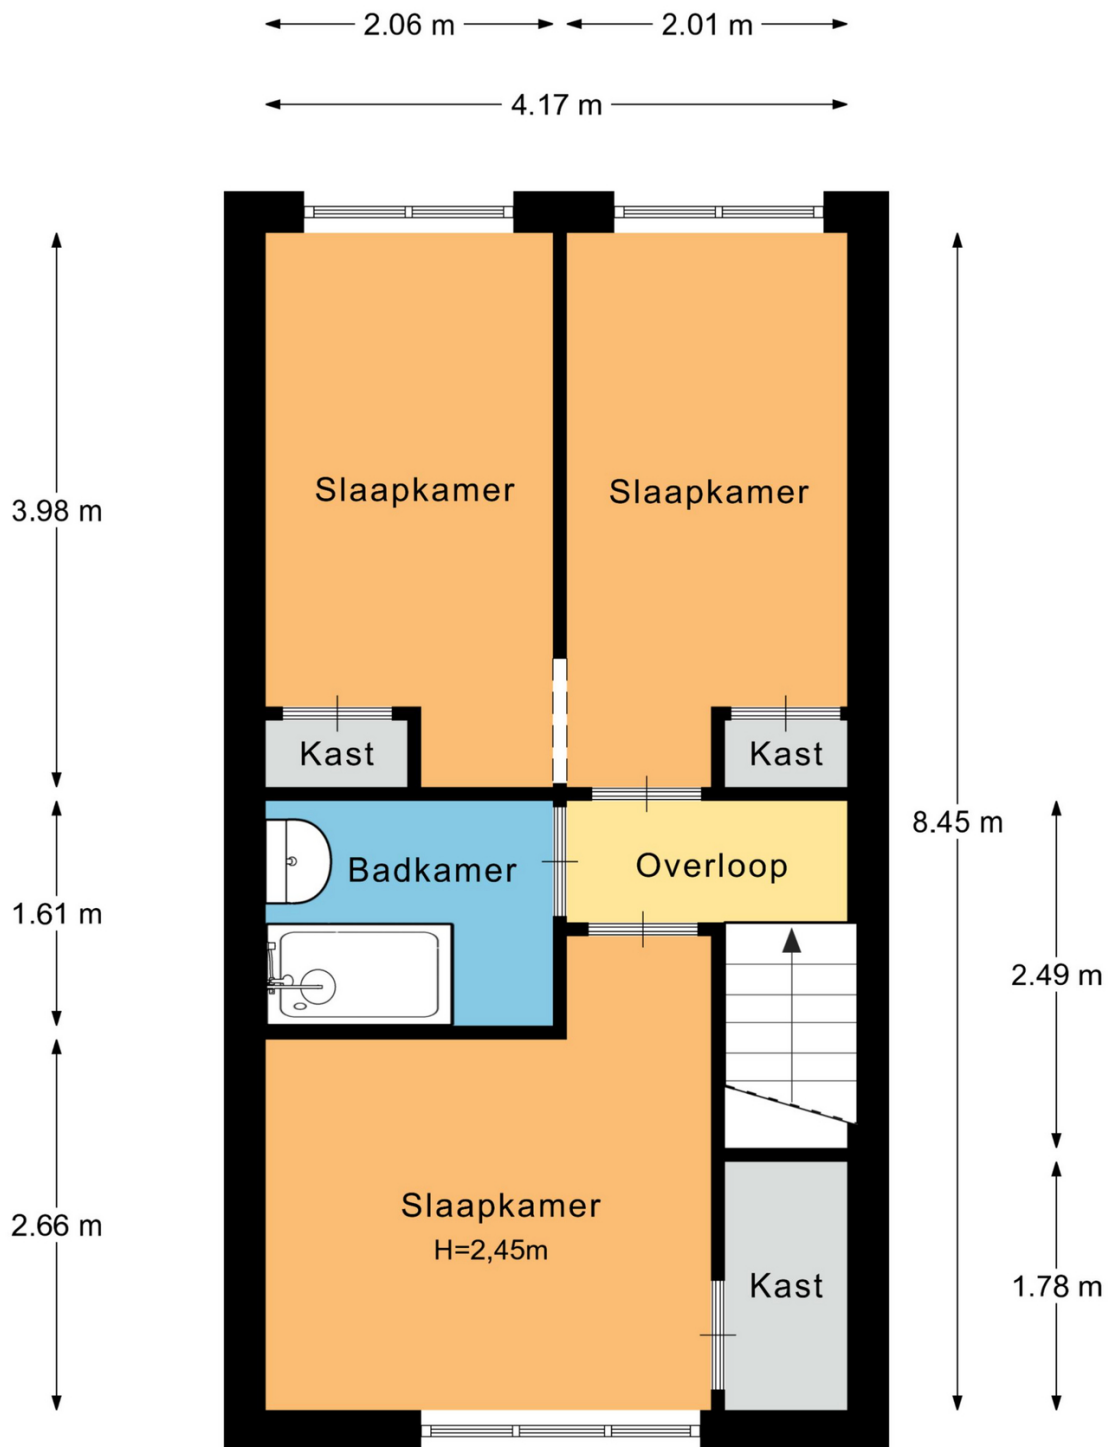 2.06 m
2.01 m
4.17 m
Slaapkamer
Slaapkamer
3.98 m
Kast
Kast
8.45 m
Badkamer
Overloop
1.61 m
2.49 m
Slaapkamer
H=2,45m
2.66 m
Kast
1.78 m